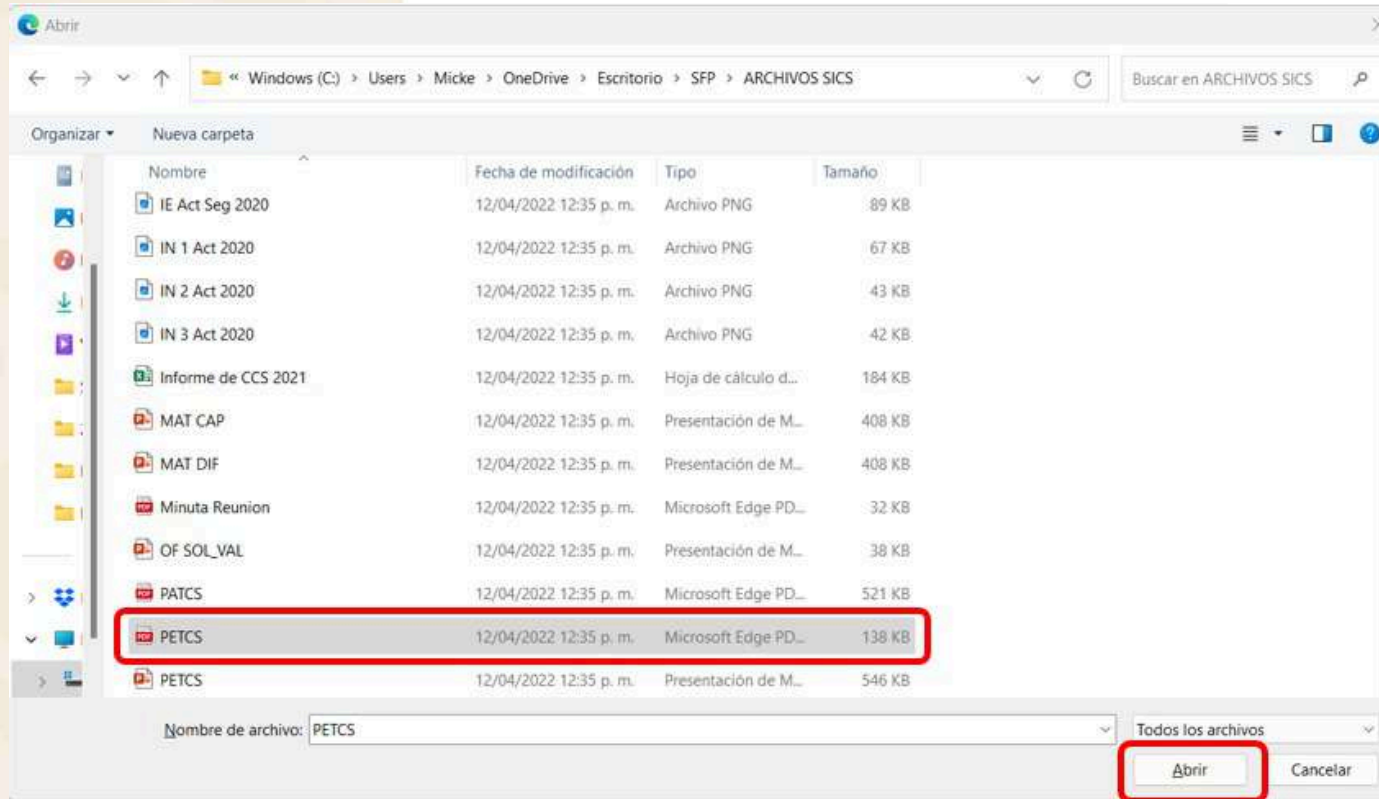 Abrir
« Windows (C:) › Users › Micke › OneDrive › Escritorio › SFP › ARCHIVOS SICS
Buscar en ARCHIVOS SICS
Organizar Nueva carpeta
Nombre Fecha de modificación Tipo Tamaño
IE Act Seg 2020 12/04/2022 12:35 p. m. Archivo PNG 89 KB
IN 1 Act 2020 12/04/2022 12:35 p. m. Archivo PNG 67 KB
IN 2 Act 2020 12/04/2022 12:35 p. m. Archivo PNG 43 KB
IN 3 Act 2020 12/04/2022 12:35 p. m. Archivo PNG 42 KB
Informe de CCS 2021 12/04/2022 12:35 p. m. Hoja de cálculo d... 184 KB
MAT CAP 12/04/2022 12:35 p. m. Presentación de M... 408 KB
MAT DIF 12/04/2022 12:35 p. m. Presentación de M... 408 KB
Minuta Reunion 12/04/2022 12:35 p. m. Microsoft Edge PD... 32 KB
OF SOL_VAL 12/04/2022 12:35 p. m. Presentación de M... 38 KB
PATCS 12/04/2022 12:35 p. m. Microsoft Edge PD... 521 KB
PETCS 12/04/2022 12:35 p. m. Microsoft Edge PD... 138 KB
PETCS 12/04/2022 12:35 p. m. Presentación de M... 546 KB
Nombre de archivo: PETCS Todos los archivos
Abrir Cancelar